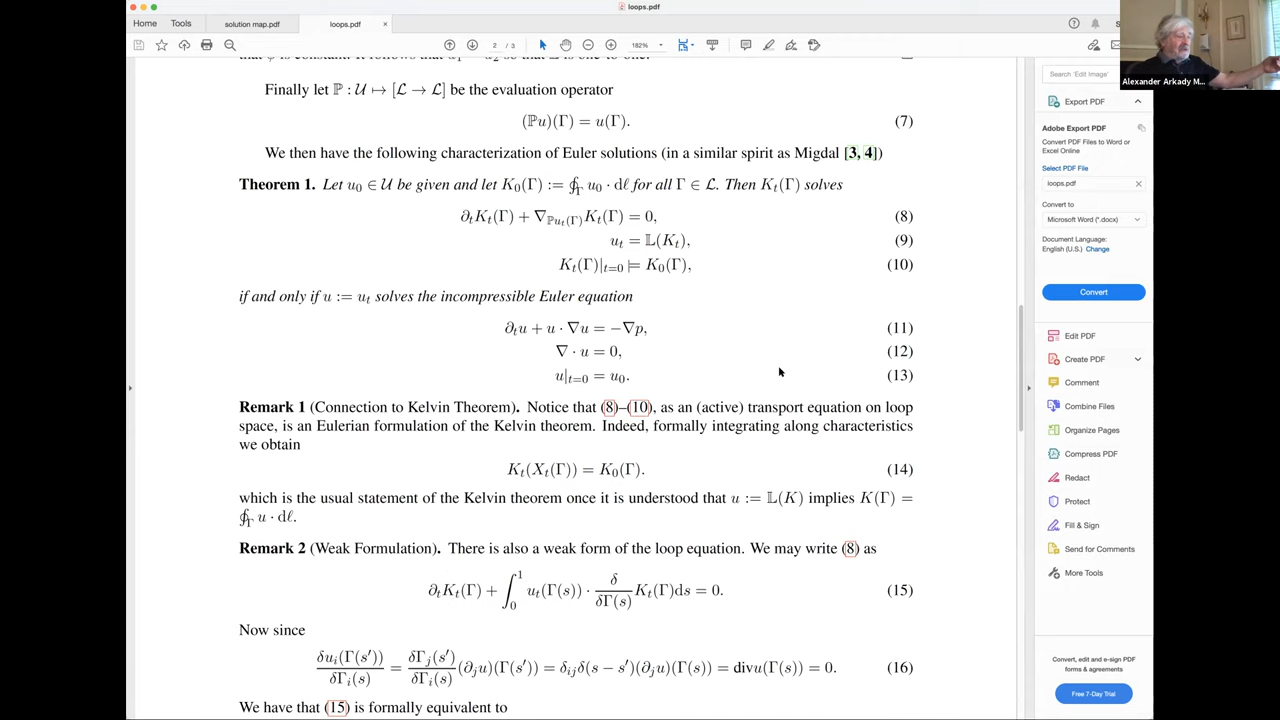 loops.pdf
Home Tools solution map.pdf loops.pdf ×
2 / 3 182%
Finally let ℙ : 𝒰 ↦ [ℒ → ℒ] be the evaluation operator
(ℙu)(Γ) = u(Γ). (7)
We then have the following characterization of Euler solutions (in a similar spirit as Migdal [3, 4])
Theorem 1. Let u₀ ∈ 𝒰 be given and let K₀(Γ) := ∮_Γ u₀ · dℓ for all Γ ∈ ℒ. Then K_t(Γ) solves
∂_tK_t(Γ) + ∇_{ℙu_t(Γ)}K_t(Γ) = 0, (8)
u_t = 𝕃(K_t), (9)
K_t(Γ)|_{t=0} = K₀(Γ), (10)
if and only if u := u_t solves the incompressible Euler equation
∂_tu + u · ∇u = −∇p, (11)
∇ · u = 0, (12)
u|_{t=0} = u₀. (13)
Remark 1 (Connection to Kelvin Theorem). Notice that (8)–(10), as an (active) transport equation on loop
space, is an Eulerian formulation of the Kelvin theorem. Indeed, formally integrating along characteristics
we obtain
K_t(X_t(Γ)) = K₀(Γ). (14)
which is the usual statement of the Kelvin theorem once it is understood that u := 𝕃(K) implies K(Γ) =
∮_Γ u · dℓ.
Remark 2 (Weak Formulation). There is also a weak form of the loop equation. We may write (8) as
∂_tK_t(Γ) + ∫₀¹ u_t(Γ(s)) · δ/δΓ(s) K_t(Γ)ds = 0. (15)
Now since
δu_i(Γ(s′))/δΓ_i(s) = δΓ_j(s′)/δΓ_i(s) (∂_ju)(Γ(s′)) = δ_{ij}δ(s − s′)(∂_ju)(Γ(s)) = divu(Γ(s)) = 0. (16)
We have that (15) is formally equivalent to
Alexander Arkady M...
Search 'Edit Image'
Export PDF
Adobe Export PDF
Convert PDF Files to Word or
Excel Online
Select PDF File
loops.pdf ×
Convert to
Microsoft Word (*.docx)
Document Language:
English (U.S.) Change
Convert
Edit PDF
Create PDF
Comment
Combine Files
Organize Pages
Compress PDF
Redact
Protect
Fill & Sign
Send for Comments
More Tools
Convert, edit and e-sign PDF
forms & agreements
Free 7-Day Trial